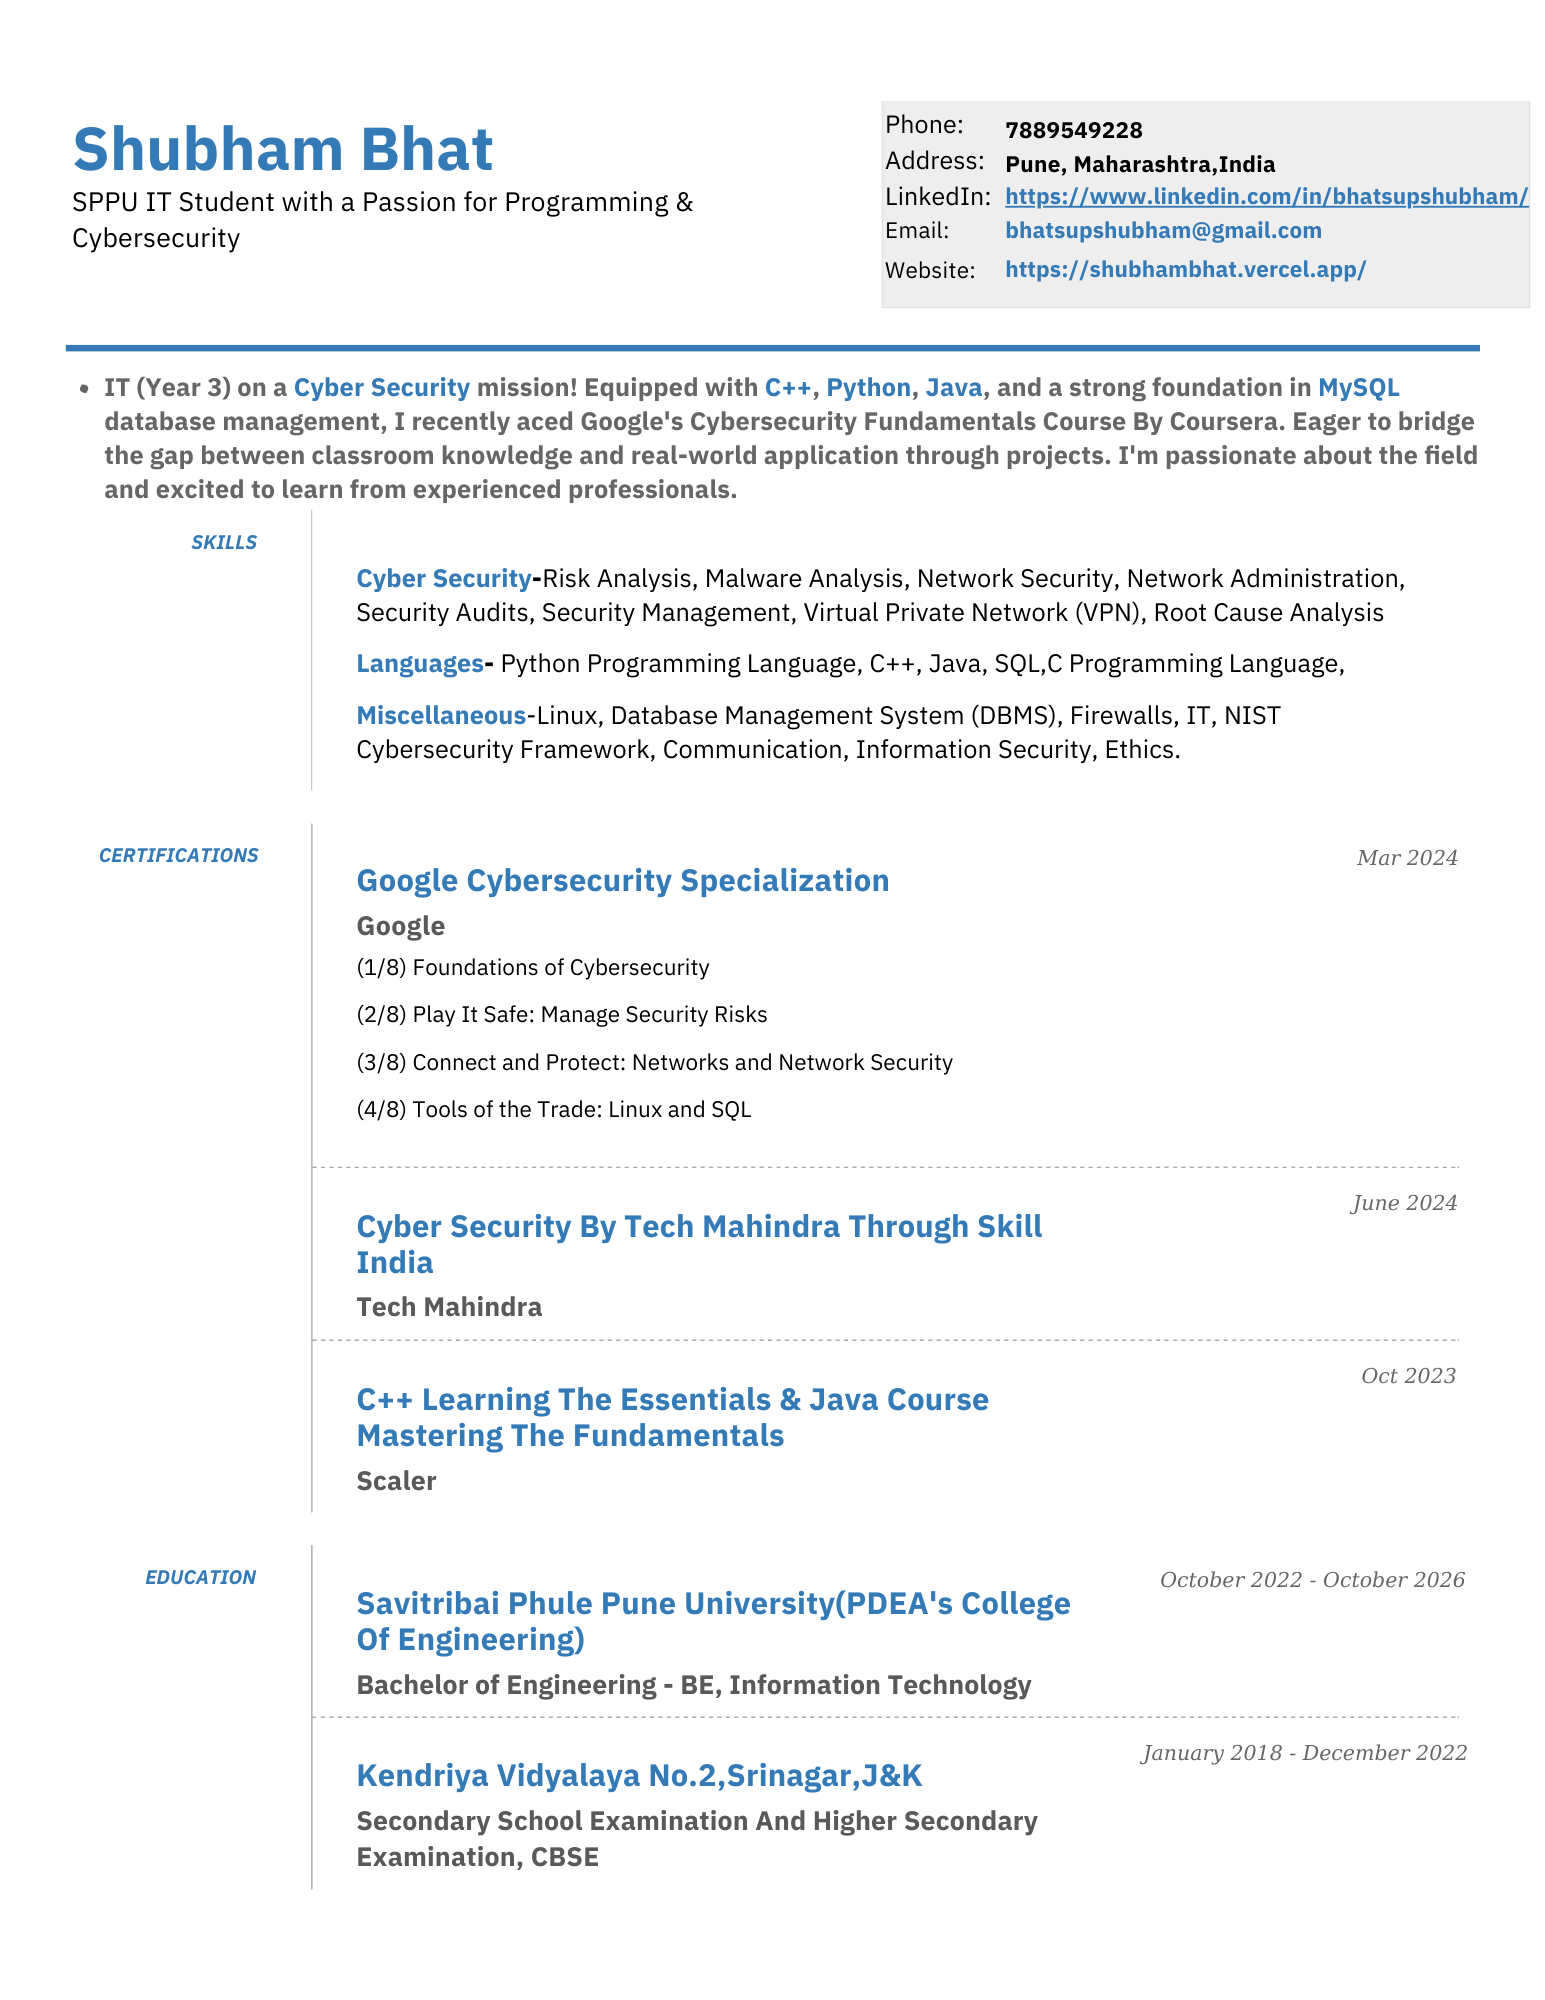 Shubham Bhat
SPPU IT Student with a Passion for Programming &
Cybersecurity
Phone: 7889549228
Address: Pune, Maharashtra,India
LinkedIn: https://www.linkedin.com/in/bhatsupshubham/
Email: bhatsupshubham@gmail.com
Website: https://shubhambhat.vercel.app/
• IT (Year 3) on a Cyber Security mission! Equipped with C++, Python, Java, and a strong foundation in MySQL
database management, I recently aced Google's Cybersecurity Fundamentals Course By Coursera. Eager to bridge
the gap between classroom knowledge and real-world application through projects. I'm passionate about the field
and excited to learn from experienced professionals.
SKILLS
Cyber Security-Risk Analysis, Malware Analysis, Network Security, Network Administration,
Security Audits, Security Management, Virtual Private Network (VPN), Root Cause Analysis
Languages- Python Programming Language, C++, Java, SQL,C Programming Language,
Miscellaneous-Linux, Database Management System (DBMS), Firewalls, IT, NIST
Cybersecurity Framework, Communication, Information Security, Ethics.
CERTIFICATIONS
Mar 2024
Google Cybersecurity Specialization
Google
(1/8) Foundations of Cybersecurity
(2/8) Play It Safe: Manage Security Risks
(3/8) Connect and Protect: Networks and Network Security
(4/8) Tools of the Trade: Linux and SQL
June 2024
Cyber Security By Tech Mahindra Through Skill
India
Tech Mahindra
Oct 2023
C++ Learning The Essentials & Java Course
Mastering The Fundamentals
Scaler
EDUCATION
October 2022 - October 2026
Savitribai Phule Pune University(PDEA's College
Of Engineering)
Bachelor of Engineering - BE, Information Technology
January 2018 - December 2022
Kendriya Vidyalaya No.2,Srinagar,J&K
Secondary School Examination And Higher Secondary
Examination, CBSE